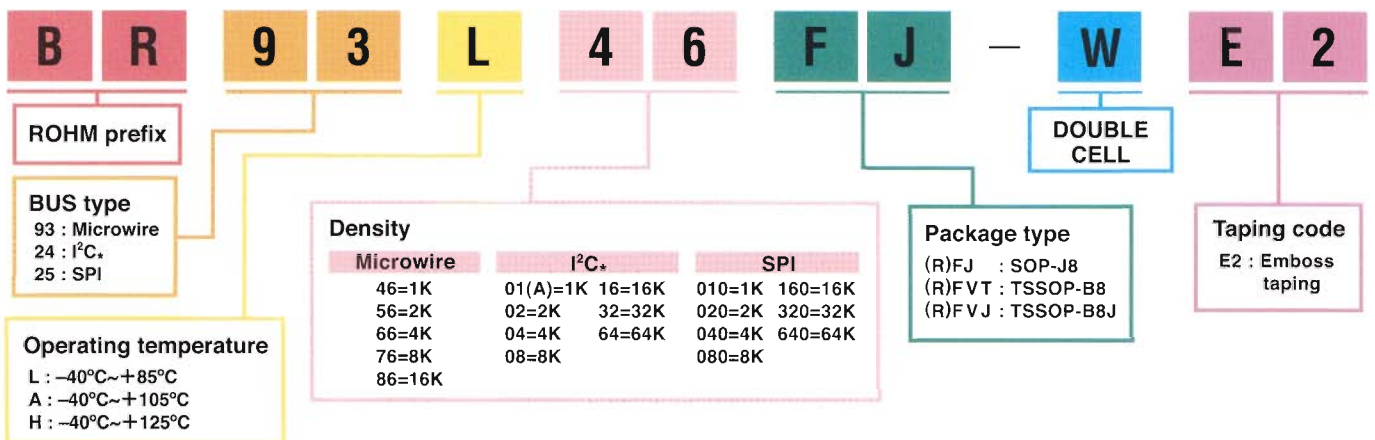 B R 9 3 L 4 6 F J – W E 2
ROHM prefix
BUS type
93 : Microwire
24 : I²C*
25 : SPI
Operating temperature
L : –40°C~+85°C
A : –40°C~+105°C
H : –40°C~+125°C
Density
Microwire
46=1K
56=2K
66=4K
76=8K
86=16K
I²C*
01(A)=1K 16=16K
02=2K 32=32K
04=4K 64=64K
08=8K
SPI
010=1K 160=16K
020=2K 320=32K
040=4K 640=64K
080=8K
Package type
(R)FJ : SOP-J8
(R)FVT : TSSOP-B8
(R)FVJ : TSSOP-B8J
DOUBLE
CELL
Taping code
E2 : Emboss
taping